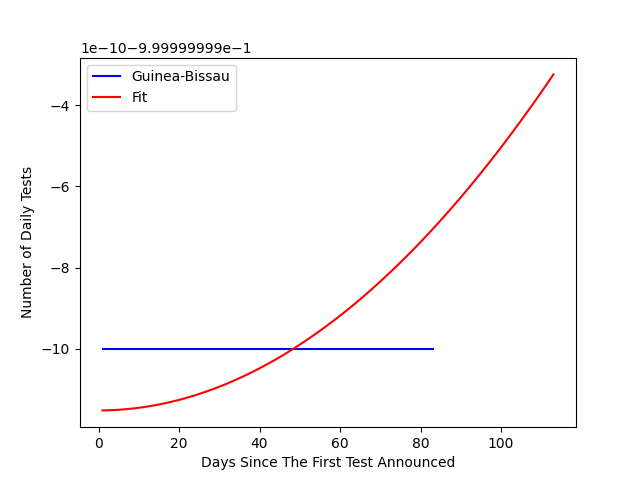 1e−10−9.99999999e−1
Guinea-Bissau
Fit
−4
−6
−8
−10
Number of Daily Tests
0 20 40 60 80 100
Days Since The First Test Announced